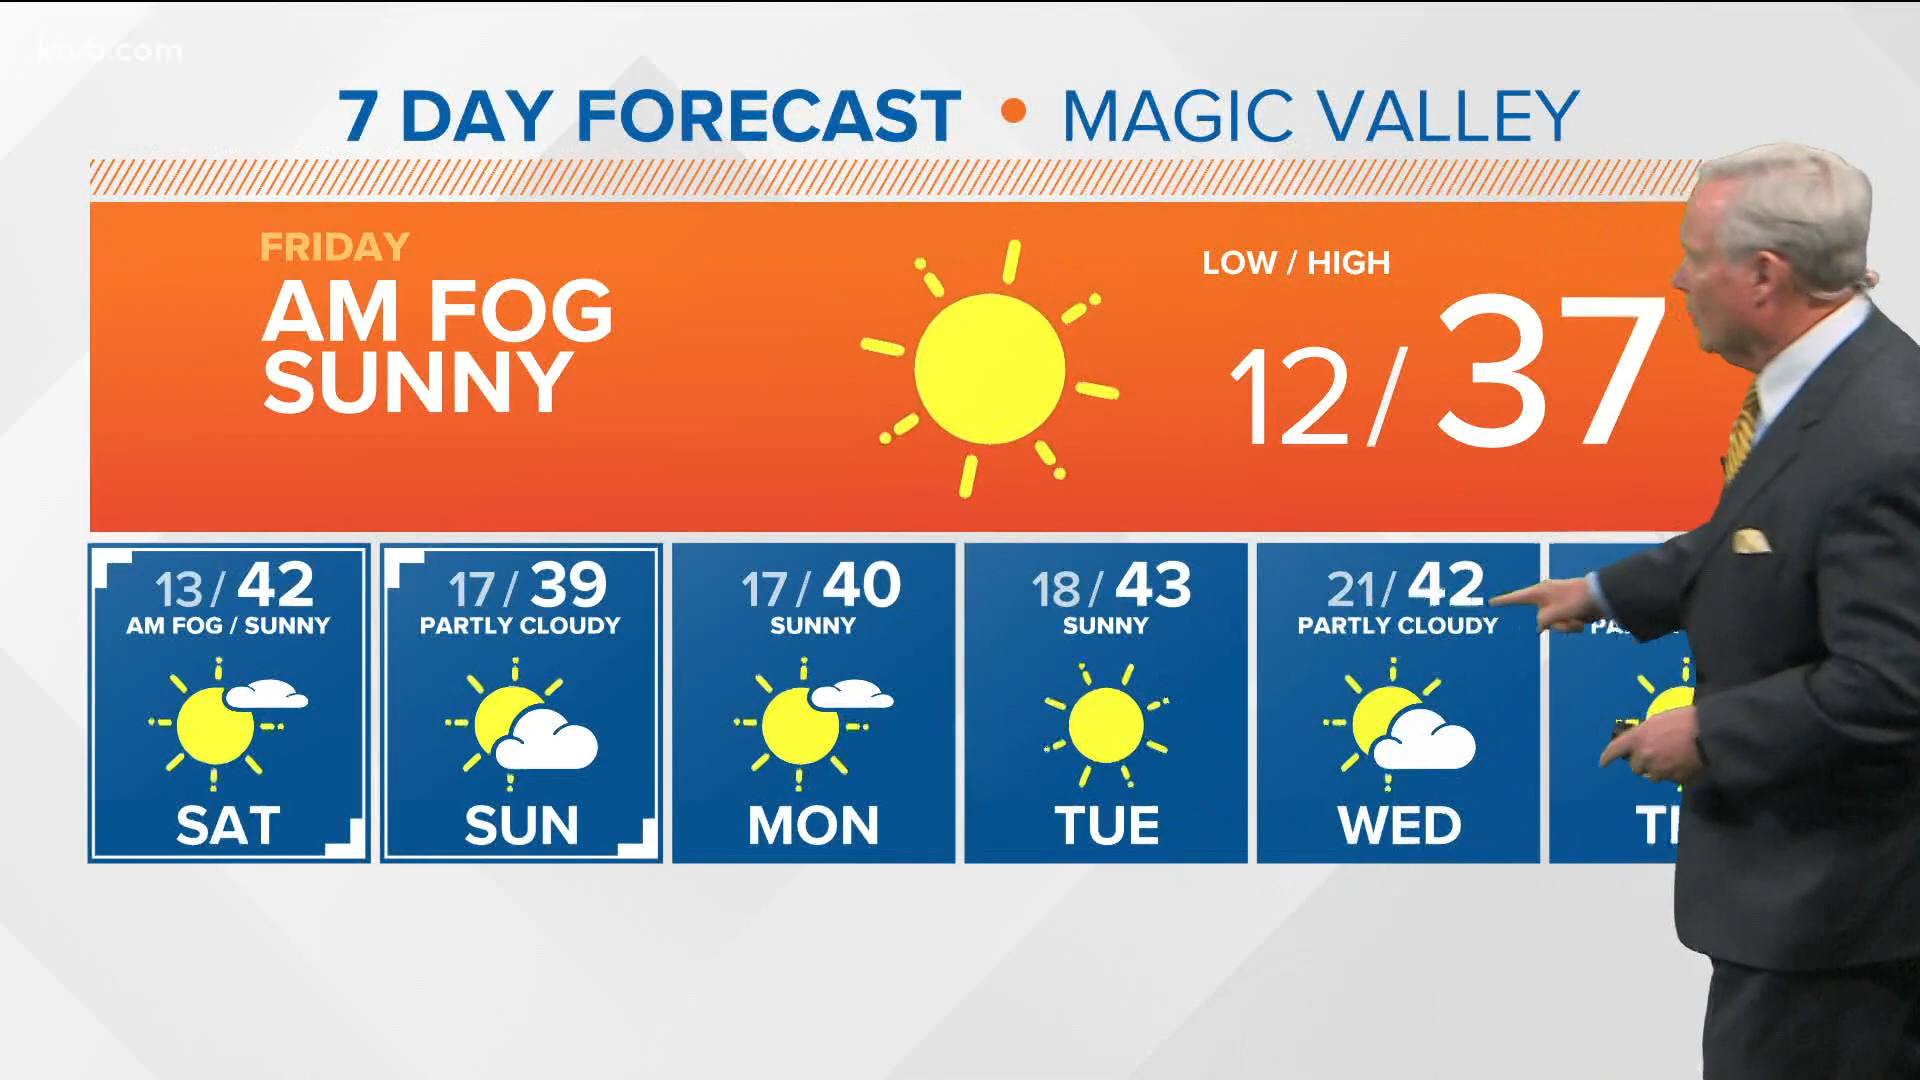 ktvb.com
7 DAY FORECAST • MAGIC VALLEY
FRIDAY
AM FOG
SUNNY
LOW / HIGH
12 / 37
13 / 42
AM FOG / SUNNY
SAT
17 / 39
PARTLY CLOUDY
SUN
17 / 40
SUNNY
MON
18 / 43
SUNNY
TUE
21 / 42
PARTLY CLOUDY
WED